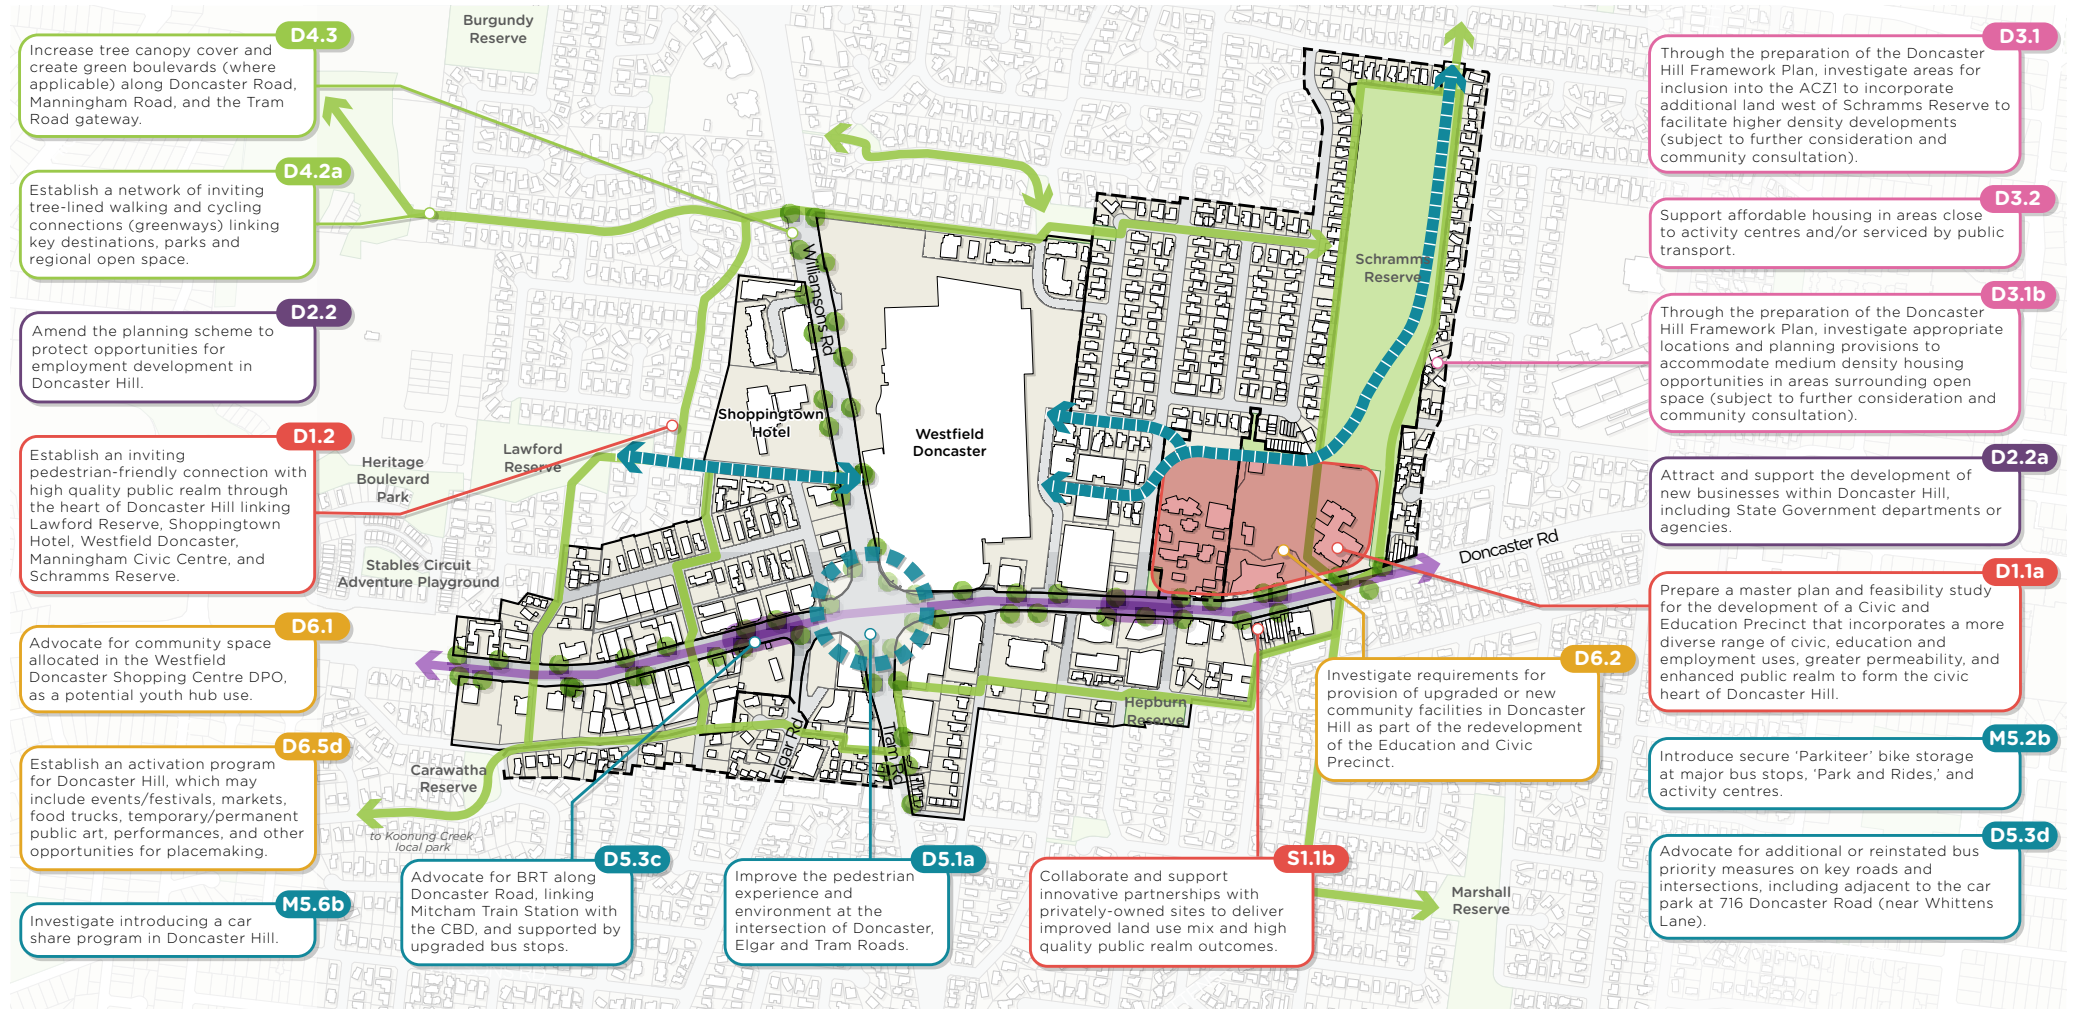 D4.3
Increase tree canopy cover and
create green boulevards (where
applicable) along Doncaster Road,
Manningham Road, and the Tram
Road gateway.
D4.2a
Establish a network of inviting
tree-lined walking and cycling
connections (greenways) linking
key destinations, parks and
regional open space.
D2.2
Amend the planning scheme to
protect opportunities for
employment development in
Doncaster Hill.
D1.2
Establish an inviting
pedestrian-friendly connection with
high quality public realm through
the heart of Doncaster Hill linking
Lawford Reserve, Shoppingtown
Hotel, Westfield Doncaster,
Manningham Civic Centre, and
Schramms Reserve.
D6.1
Advocate for community space
allocated in the Westfield
Doncaster Shopping Centre DPO,
as a potential youth hub use.
D6.5d
Establish an activation program
for Doncaster Hill, which may
include events/festivals, markets,
food trucks, temporary/permanent
public art, performances, and other
opportunities for placemaking.
M5.6b
Investigate introducing a car
share program in Doncaster Hill.
Burgundy
Reserve
Williamsons Rd
Shoppingtown
Hotel
Westfield
Doncaster
Schramms
Reserve
Lawford
Reserve
Heritage
Boulevard
Park
Stables Circuit
Adventure Playground
Doncaster Rd
Hepburn
Reserve
Elgar Rd
Tram Rd
Carawatha
Reserve
to Koonung Creek
local park
Marshall
Reserve
D5.3c
Advocate for BRT along
Doncaster Road, linking
Mitcham Train Station with
the CBD, and supported by
upgraded bus stops.
D5.1a
Improve the pedestrian
experience and
environment at the
intersection of Doncaster,
Elgar and Tram Roads.
S1.1b
Collaborate and support
innovative partnerships with
privately-owned sites to deliver
improved land use mix and high
quality public realm outcomes.
D6.2
Investigate requirements for
provision of upgraded or new
community facilities in Doncaster
Hill as part of the redevelopment
of the Education and Civic
Precinct.
D3.1
Through the preparation of the Doncaster
Hill Framework Plan, investigate areas for
inclusion into the ACZ1 to incorporate
additional land west of Schramms Reserve to
facilitate higher density developments
(subject to further consideration and
community consultation).
D3.2
Support affordable housing in areas close
to activity centres and/or serviced by public
transport.
D3.1b
Through the preparation of the Doncaster
Hill Framework Plan, investigate appropriate
locations and planning provisions to
accommodate medium density housing
opportunities in areas surrounding open
space (subject to further consideration and
community consultation).
D2.2a
Attract and support the development of
new businesses within Doncaster Hill,
including State Government departments or
agencies.
D1.1a
Prepare a master plan and feasibility study
for the development of a Civic and
Education Precinct that incorporates a more
diverse range of civic, education and
employment uses, greater permeability, and
enhanced public realm to form the civic
heart of Doncaster Hill.
M5.2b
Introduce secure ‘Parkiteer’ bike storage
at major bus stops, ‘Park and Rides,’ and
activity centres.
D5.3d
Advocate for additional or reinstated bus
priority measures on key roads and
intersections, including adjacent to the car
park at 716 Doncaster Road (near Whittens
Lane).